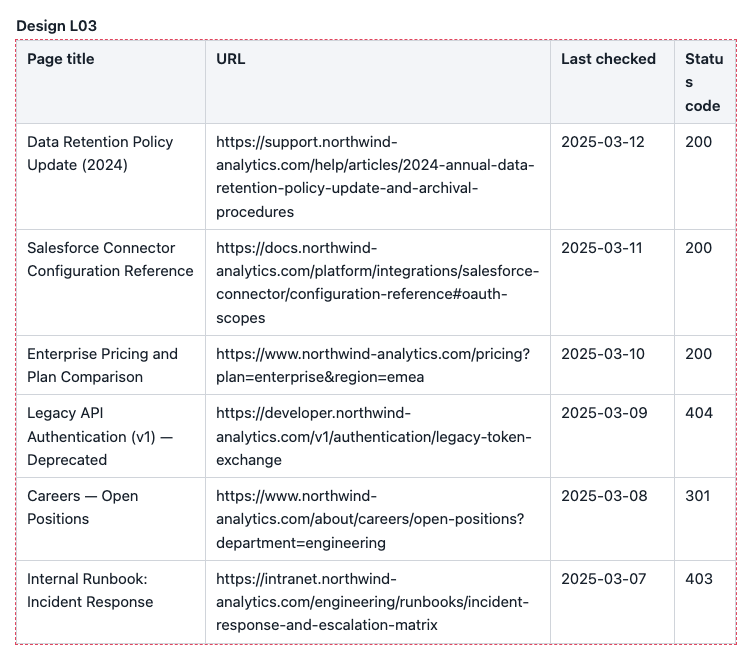 Design L03
Page title
URL
Last checked
Statu
s
code
Data Retention Policy
Update (2024)
https://support.northwind-
analytics.com/help/articles/2024-annual-data-
retention-policy-update-and-archival-
procedures
2025-03-12
200
Salesforce Connector
Configuration Reference
https://docs.northwind-
analytics.com/platform/integrations/salesforce-
connector/configuration-reference#oauth-
scopes
2025-03-11
200
Enterprise Pricing and
Plan Comparison
https://www.northwind-analytics.com/pricing?
plan=enterprise&region=emea
2025-03-10
200
Legacy API
Authentication (v1) —
Deprecated
https://developer.northwind-
analytics.com/v1/authentication/legacy-token-
exchange
2025-03-09
404
Careers — Open
Positions
https://www.northwind-
analytics.com/about/careers/open-positions?
department=engineering
2025-03-08
301
Internal Runbook:
Incident Response
https://intranet.northwind-
analytics.com/engineering/runbooks/incident-
response-and-escalation-matrix
2025-03-07
403